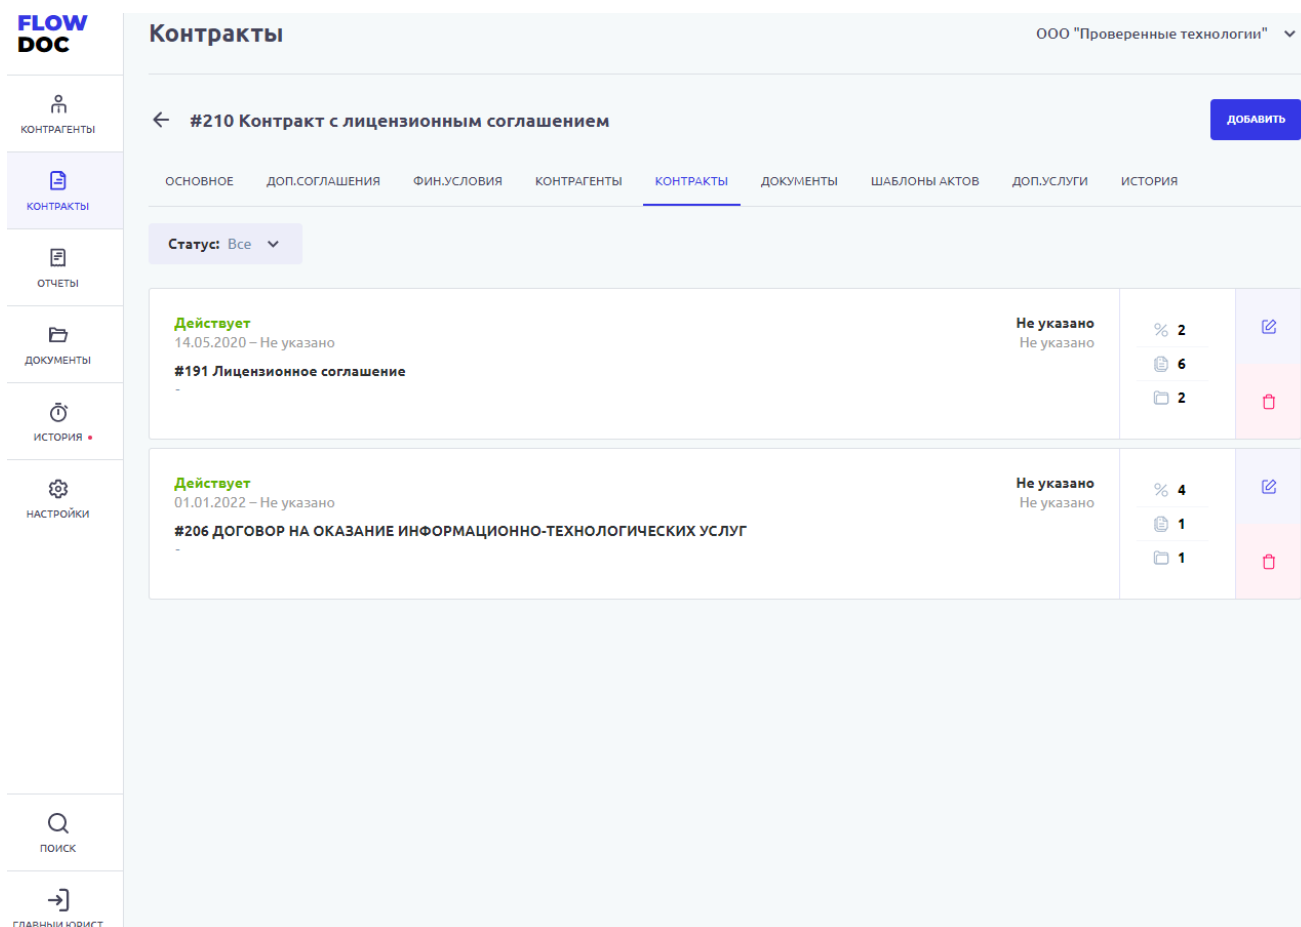 FLOW
DOC
Контракты
ООО "Проверенные технологии"
КОНТРАГЕНТЫ
КОНТРАКТЫ
ОТЧЕТЫ
ДОКУМЕНТЫ
ИСТОРИЯ
НАСТРОЙКИ
ПОИСК
ГЛАВНЫЙ ЮРИСТ
#210 Контракт с лицензионным соглашением
ДОБАВИТЬ
ОСНОВНОЕ ДОП.СОГЛАШЕНИЯ ФИН.УСЛОВИЯ КОНТРАГЕНТЫ КОНТРАКТЫ ДОКУМЕНТЫ ШАБЛОНЫ АКТОВ ДОП.УСЛУГИ ИСТОРИЯ
Статус: Все
Действует
14.05.2020 – Не указано
#191 Лицензионное соглашение
-
Не указано
Не указано
% 2
6
2
Действует
01.01.2022 – Не указано
#206 ДОГОВОР НА ОКАЗАНИЕ ИНФОРМАЦИОННО-ТЕХНОЛОГИЧЕСКИХ УСЛУГ
-
Не указано
Не указано
% 4
1
1